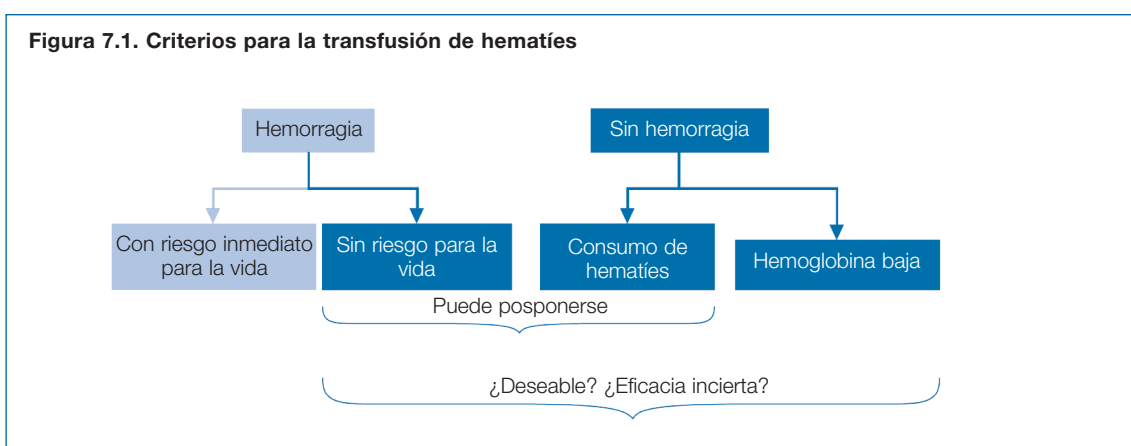 Figura 7.1. Criterios para la transfusión de hematíes
Hemorragia
Sin hemorragia
Con riesgo inmediato
para la vida
Sin riesgo para la
vida
Consumo de
hematíes
Hemoglobina baja
Puede posponerse
¿Deseable? ¿Eficacia incierta?